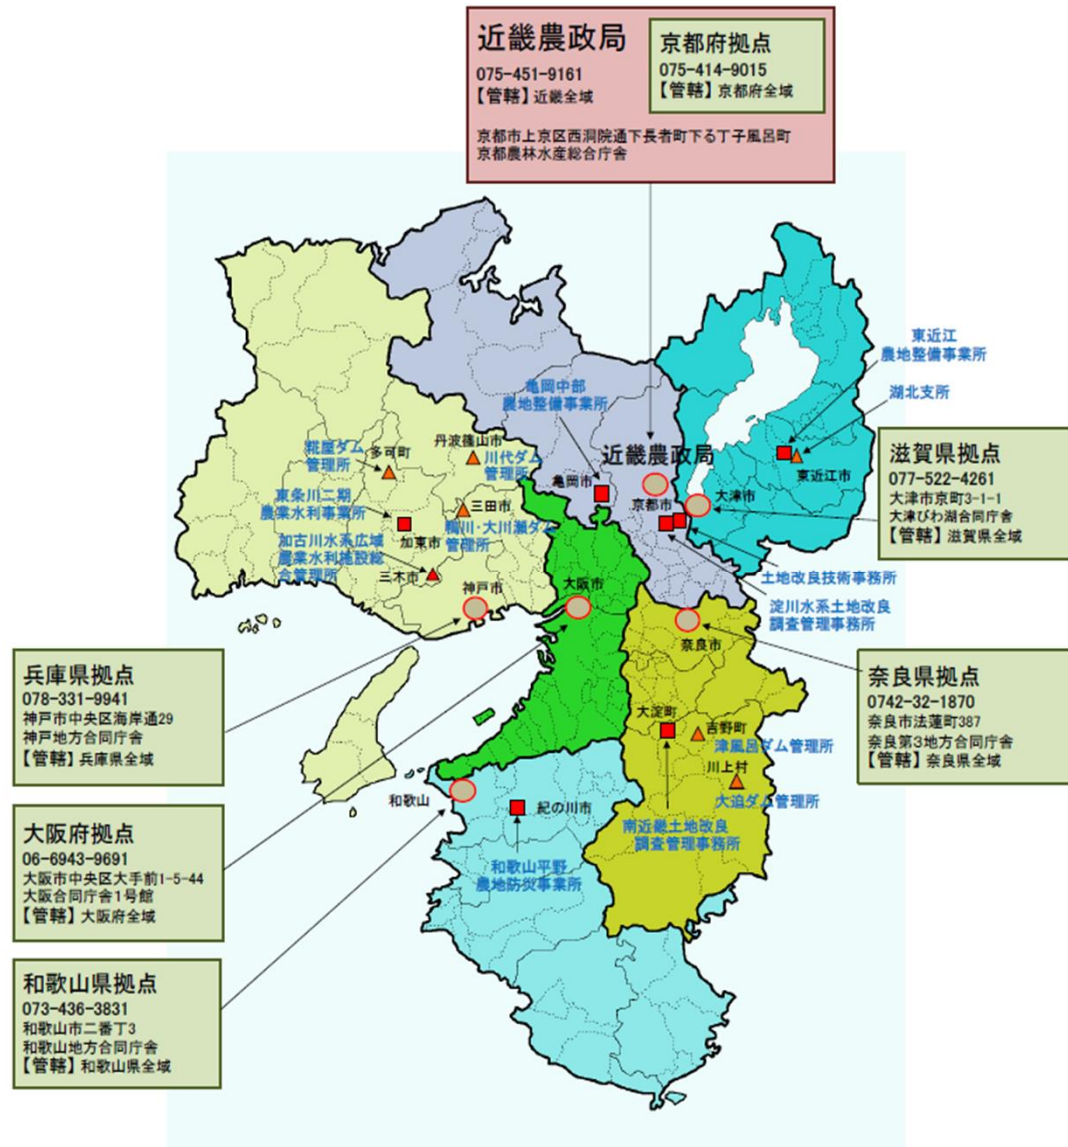 近畿農政局
075-451-9161
【管轄】近畿全域
京都市上京区西洞院通下長者町下る丁子風呂町
京都農林水産総合庁舎
京都府拠点
075-414-9015
【管轄】京都府全域
東近江
農地整備事業所
湖北支所
東近江市
亀岡中部
農地整備事業所
近畿農政局
亀岡市
京都市
大津市
滋賀県拠点
077-522-4261
大津市京町3-1-1
大津びわ湖合同庁舎
【管轄】滋賀県全域
土地改良技術事務所
淀川水系土地改良
調査管理事務所
丹波篠山市
川代ダム
管理所
糀屋ダム
管理所
多可町
東条川二期
農業水利事業所
加東市
三田市
鴨川・大川瀬ダム
管理所
加古川水系広域
農業水利施設総
合管理所
三木市
神戸市
大阪市
奈良市
兵庫県拠点
078-331-9941
神戸市中央区海岸通29
神戸地方合同庁舎
【管轄】兵庫県全域
奈良県拠点
0742-32-1870
奈良市法蓮町387
奈良第3地方合同庁舎
【管轄】奈良県全域
大淀町
吉野町
津風呂ダム管理所
川上村
大迫ダム管理所
南近畿土地改良
調査管理事務所
和歌山
紀の川市
和歌山平野
農地防災事業所
大阪府拠点
06-6943-9691
大阪市中央区大手前1-5-44
大阪合同庁舎1号館
【管轄】大阪府全域
和歌山県拠点
073-436-3831
和歌山市二番丁3
和歌山地方合同庁舎
【管轄】和歌山県全域